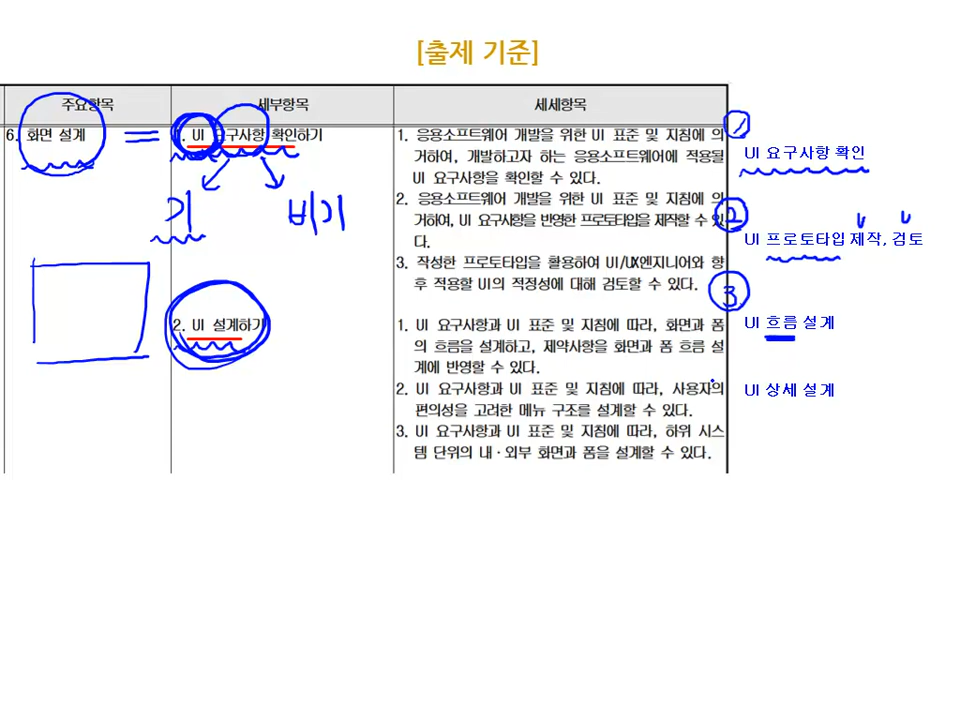 [출제 기준]
주요항목 세부항목 세세항목
6. 화면 설계 = 1. UI 요구사항 확인하기
기 비기
2. UI 설계하기
1. 응용소프트웨어 개발을 위한 UI 표준 및 지침에 의
거하여, 개발하고자 하는 응용소프트웨어에 적용될
UI 요구사항을 확인할 수 있다.
2. 응용소프트웨어 개발을 위한 UI 표준 및 지침에 의
거하여, UI 요구사항을 반영한 프로토타입을 제작할 수 있
다.
3. 작성한 프로토타입을 활용하여 UI/UX엔지니어와 향
후 적용할 UI의 적정성에 대해 검토할 수 있다.
1. UI 요구사항과 UI 표준 및 지침에 따라, 화면과 폼
의 흐름을 설계하고, 제약사항을 화면과 폼 흐름 설
계에 반영할 수 있다.
2. UI 요구사항과 UI 표준 및 지침에 따라, 사용자의
편의성을 고려한 메뉴 구조를 설계할 수 있다.
3. UI 요구사항과 UI 표준 및 지침에 따라, 하위 시스
템 단위의 내·외부 화면과 폼을 설계할 수 있다.
1
UI 요구사항 확인
2
UI 프로토타입 제작, 검토
3
UI 흐름 설계
UI 상세 설계